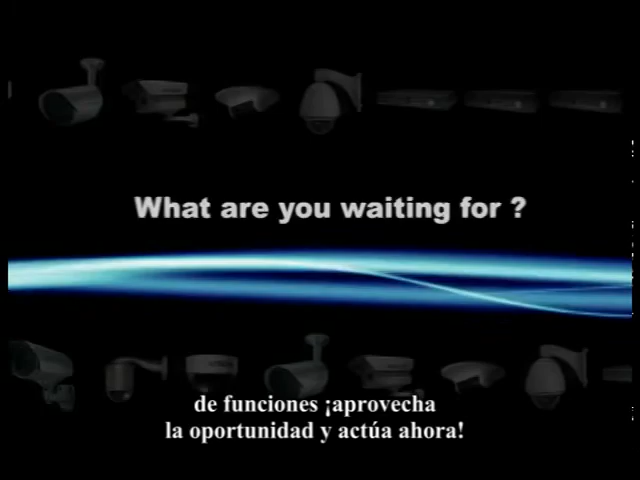 What are you waiting for ?
de funciones ¡aprovecha
la oportunidad y actúa ahora!